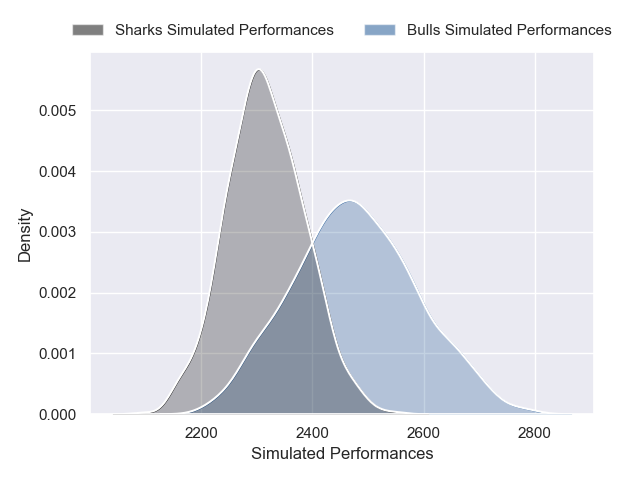 Sharks Simulated Performances Bulls Simulated Performances
0.005
0.004
0.003
0.002
0.001
0.000
Density
2200 2400 2600 2800
Simulated Performances